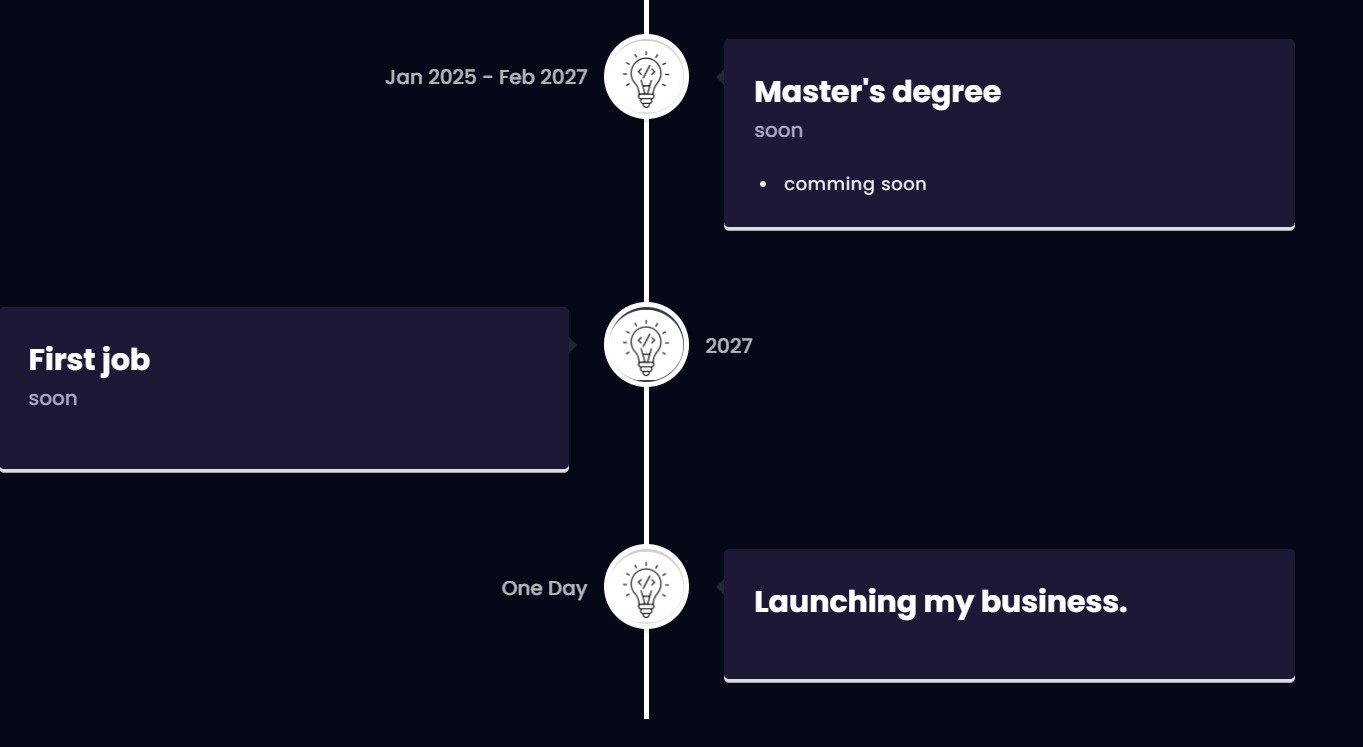 Jan 2025 - Feb 2027
Master's degree
soon
• comming soon
First job
soon
2027
One Day
Launching my business.